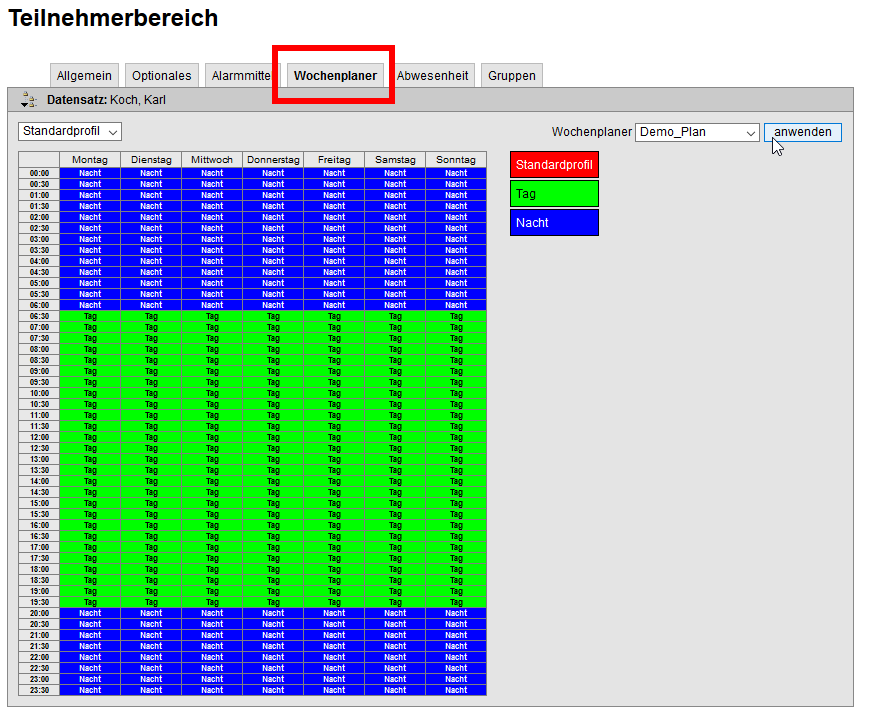 Teilnehmerbereich
Allgemein Optionales Alarmmitte Wochenplaner Abwesenheit Gruppen
Datensatz: Koch, Karl
Standardprofil Wochenplaner Demo_Plan anwenden
Montag Dienstag Mittwoch Donnerstag Freitag Samstag Sonntag
00:00 Nacht Nacht Nacht Nacht Nacht Nacht Nacht
00:30 Nacht Nacht Nacht Nacht Nacht Nacht Nacht
01:00 Nacht Nacht Nacht Nacht Nacht Nacht Nacht
01:30 Nacht Nacht Nacht Nacht Nacht Nacht Nacht
02:00 Nacht Nacht Nacht Nacht Nacht Nacht Nacht
02:30 Nacht Nacht Nacht Nacht Nacht Nacht Nacht
03:00 Nacht Nacht Nacht Nacht Nacht Nacht Nacht
03:30 Nacht Nacht Nacht Nacht Nacht Nacht Nacht
04:00 Nacht Nacht Nacht Nacht Nacht Nacht Nacht
04:30 Nacht Nacht Nacht Nacht Nacht Nacht Nacht
05:00 Nacht Nacht Nacht Nacht Nacht Nacht Nacht
05:30 Nacht Nacht Nacht Nacht Nacht Nacht Nacht
06:00 Nacht Nacht Nacht Nacht Nacht Nacht Nacht
06:30 Tag Tag Tag Tag Tag Tag Tag
07:00 Tag Tag Tag Tag Tag Tag Tag
07:30 Tag Tag Tag Tag Tag Tag Tag
08:00 Tag Tag Tag Tag Tag Tag Tag
08:30 Tag Tag Tag Tag Tag Tag Tag
09:00 Tag Tag Tag Tag Tag Tag Tag
09:30 Tag Tag Tag Tag Tag Tag Tag
10:00 Tag Tag Tag Tag Tag Tag Tag
10:30 Tag Tag Tag Tag Tag Tag Tag
11:00 Tag Tag Tag Tag Tag Tag Tag
11:30 Tag Tag Tag Tag Tag Tag Tag
12:00 Tag Tag Tag Tag Tag Tag Tag
12:30 Tag Tag Tag Tag Tag Tag Tag
13:00 Tag Tag Tag Tag Tag Tag Tag
13:30 Tag Tag Tag Tag Tag Tag Tag
14:00 Tag Tag Tag Tag Tag Tag Tag
14:30 Tag Tag Tag Tag Tag Tag Tag
15:00 Tag Tag Tag Tag Tag Tag Tag
15:30 Tag Tag Tag Tag Tag Tag Tag
16:00 Tag Tag Tag Tag Tag Tag Tag
16:30 Tag Tag Tag Tag Tag Tag Tag
17:00 Tag Tag Tag Tag Tag Tag Tag
17:30 Tag Tag Tag Tag Tag Tag Tag
18:00 Tag Tag Tag Tag Tag Tag Tag
18:30 Tag Tag Tag Tag Tag Tag Tag
19:00 Tag Tag Tag Tag Tag Tag Tag
19:30 Tag Tag Tag Tag Tag Tag Tag
20:00 Nacht Nacht Nacht Nacht Nacht Nacht Nacht
20:30 Nacht Nacht Nacht Nacht Nacht Nacht Nacht
21:00 Nacht Nacht Nacht Nacht Nacht Nacht Nacht
21:30 Nacht Nacht Nacht Nacht Nacht Nacht Nacht
22:00 Nacht Nacht Nacht Nacht Nacht Nacht Nacht
22:30 Nacht Nacht Nacht Nacht Nacht Nacht Nacht
23:00 Nacht Nacht Nacht Nacht Nacht Nacht Nacht
23:30 Nacht Nacht Nacht Nacht Nacht Nacht Nacht
Standardprofil
Tag
Nacht